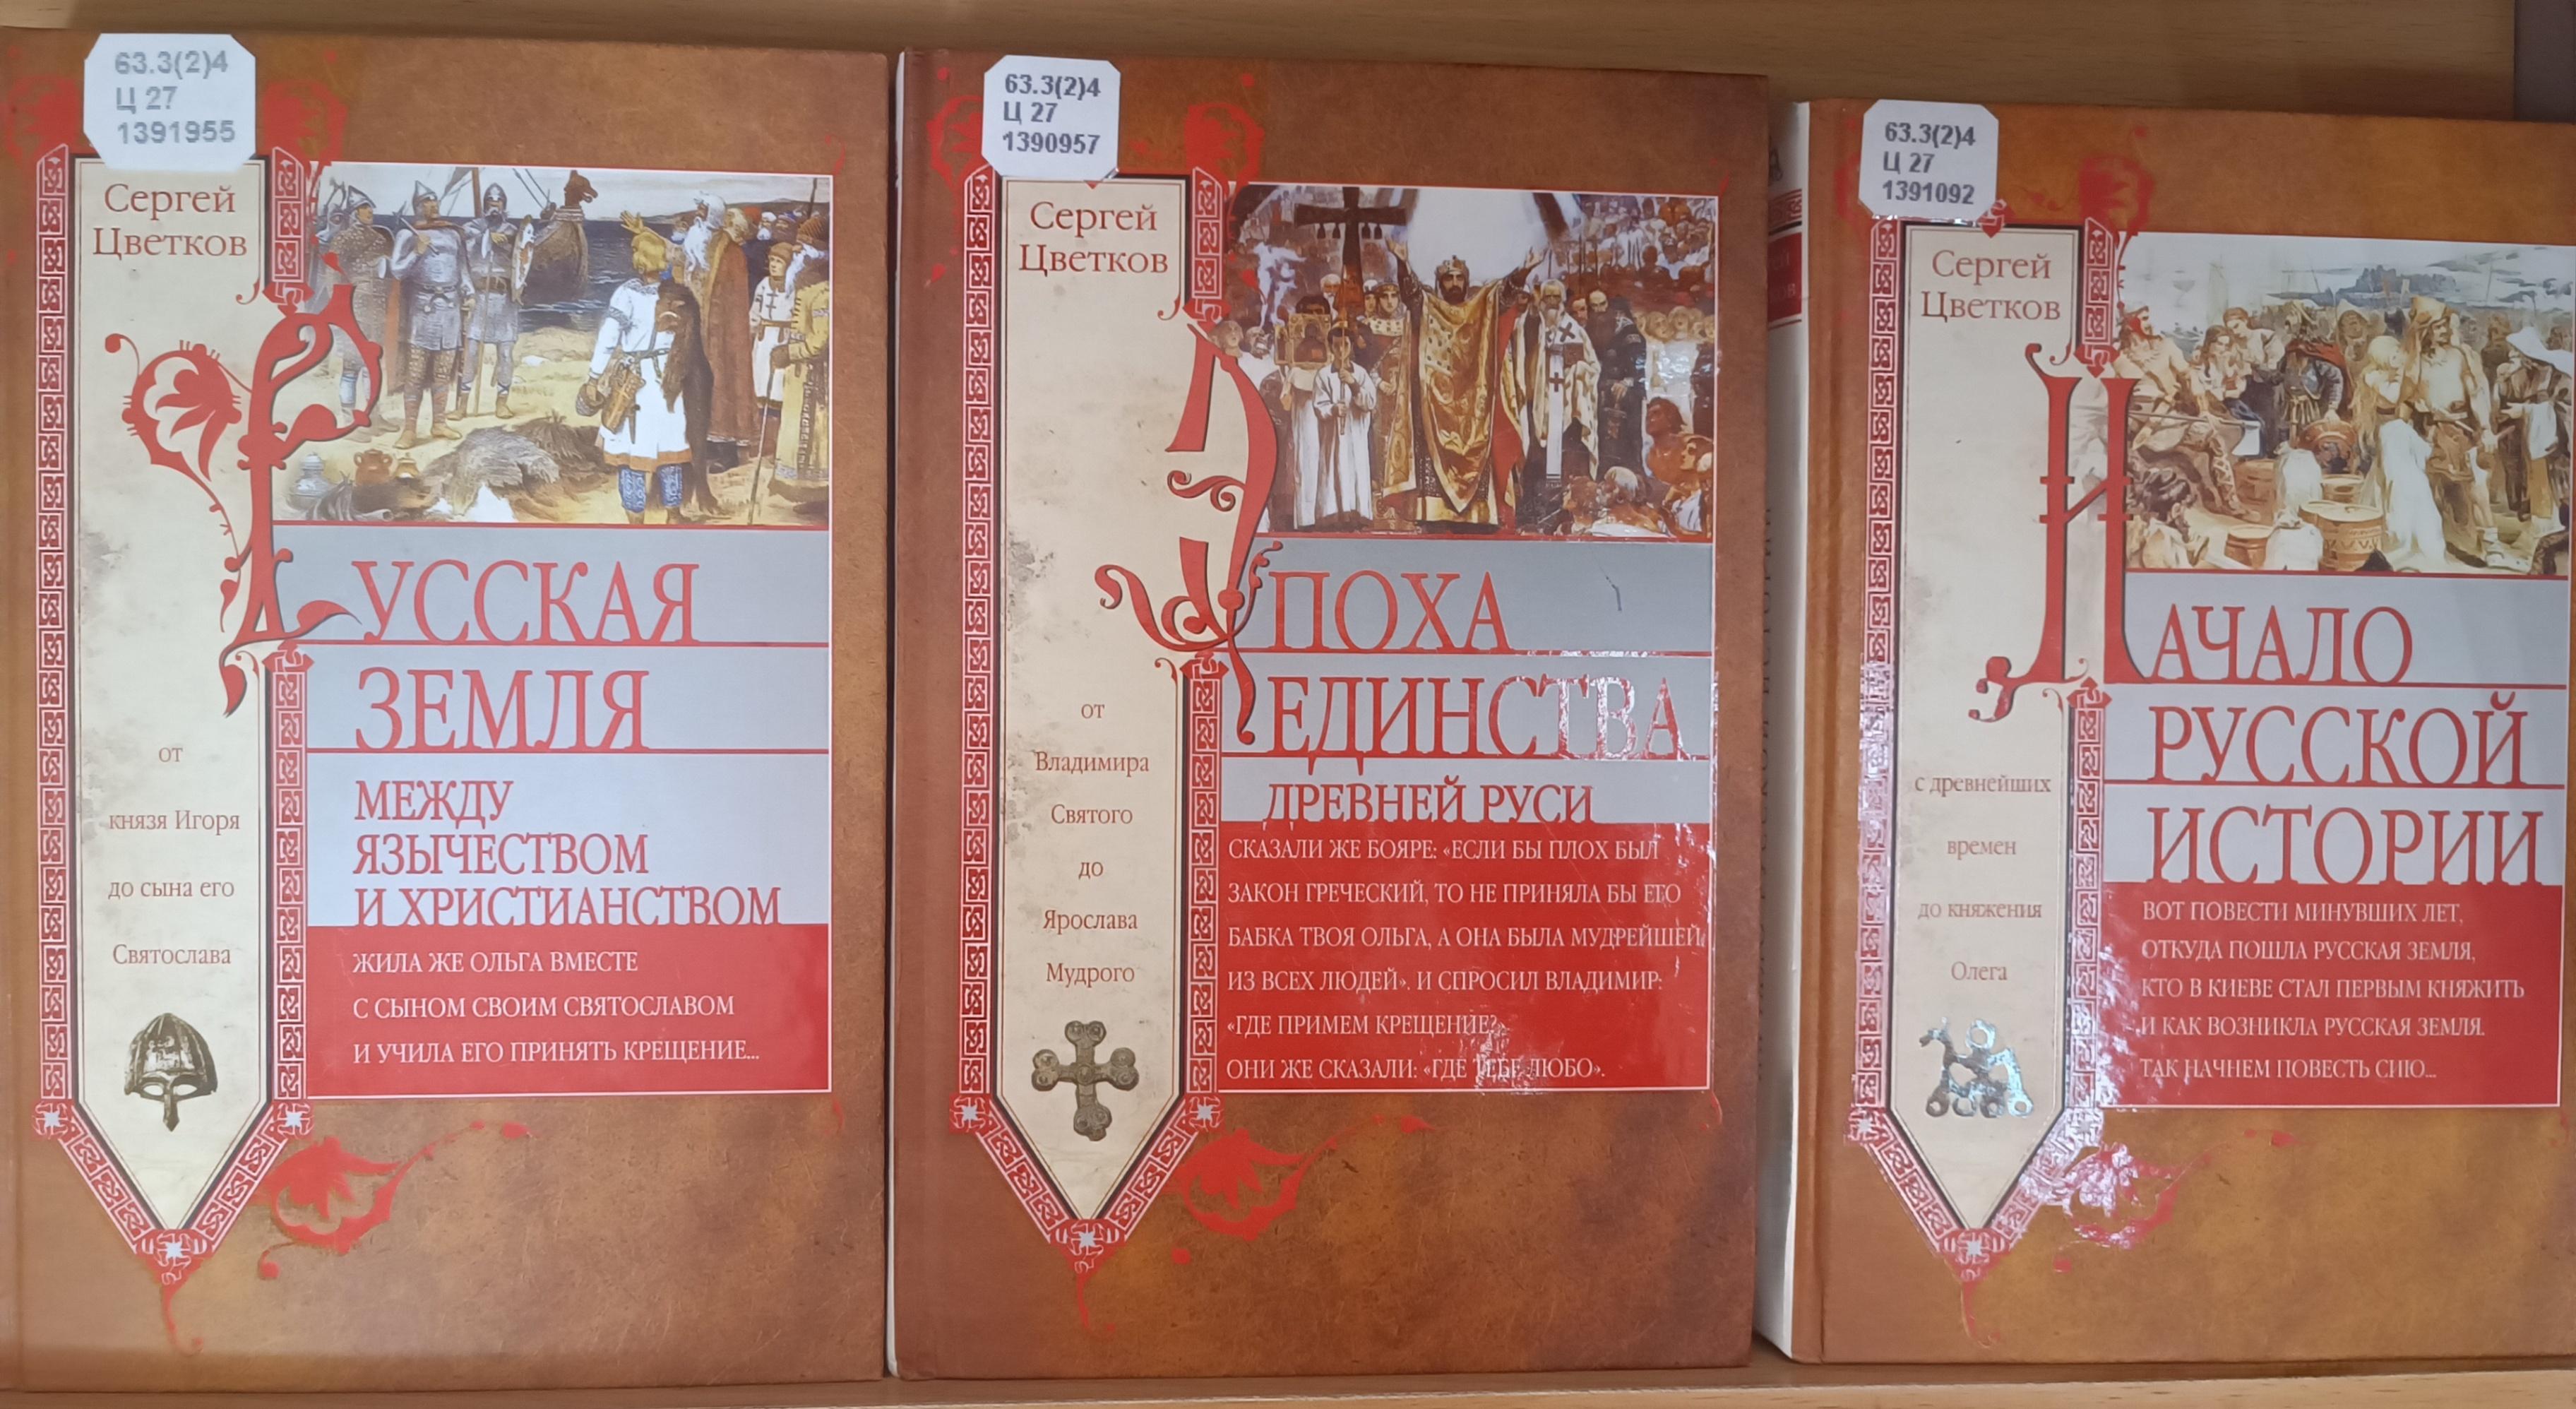 63.3(2)4
Ц 27
1391955
Сергей
Цветков
РУССКАЯ
ЗЕМЛЯ
МЕЖДУ
ЯЗЫЧЕСТВОМ
И ХРИСТИАНСТВОМ
от
князя Игоря
до сына его
Святослава
ЖИЛА ЖЕ ОЛЬГА ВМЕСТЕ
С СЫНОМ СВОИМ СВЯТОСЛАВОМ
И УЧИЛА ЕГО ПРИНЯТЬ КРЕЩЕНИЕ...
63.3(2)4
Ц 27
1390957
Сергей
Цветков
ЭПОХА
ЕДИНСТВА
ДРЕВНЕЙ РУСИ
от
Владимира
Святого
до
Ярослава
Мудрого
СКАЗАЛИ ЖЕ БОЯРЕ: «ЕСЛИ БЫ ПЛОХ БЫЛ
ЗАКОН ГРЕЧЕСКИЙ, ТО НЕ ПРИНЯЛА БЫ ЕГО
БАБКА ТВОЯ ОЛЬГА, А ОНА БЫЛА МУДРЕЙШЕЙ
ИЗ ВСЕХ ЛЮДЕЙ». И СПРОСИЛ ВЛАДИМИР:
«ГДЕ ПРИМЕМ КРЕЩЕНИЕ?»
ОНИ ЖЕ СКАЗАЛИ: «ГДЕ ТЕБЕ ЛЮБО».
63.3(2)4
Ц 27
1391092
Сергей
Цветков
НАЧАЛО
РУССКОЙ
ИСТОРИИ
с древнейших
времен
до княжения
Олега
ВОТ ПОВЕСТИ МИНУВШИХ ЛЕТ,
ОТКУДА ПОШЛА РУССКАЯ ЗЕМЛЯ,
КТО В КИЕВЕ СТАЛ ПЕРВЫМ КНЯЖИТЬ
И КАК ВОЗНИКЛА РУССКАЯ ЗЕМЛЯ.
ТАК НАЧНЕМ ПОВЕСТЬ СИЮ...